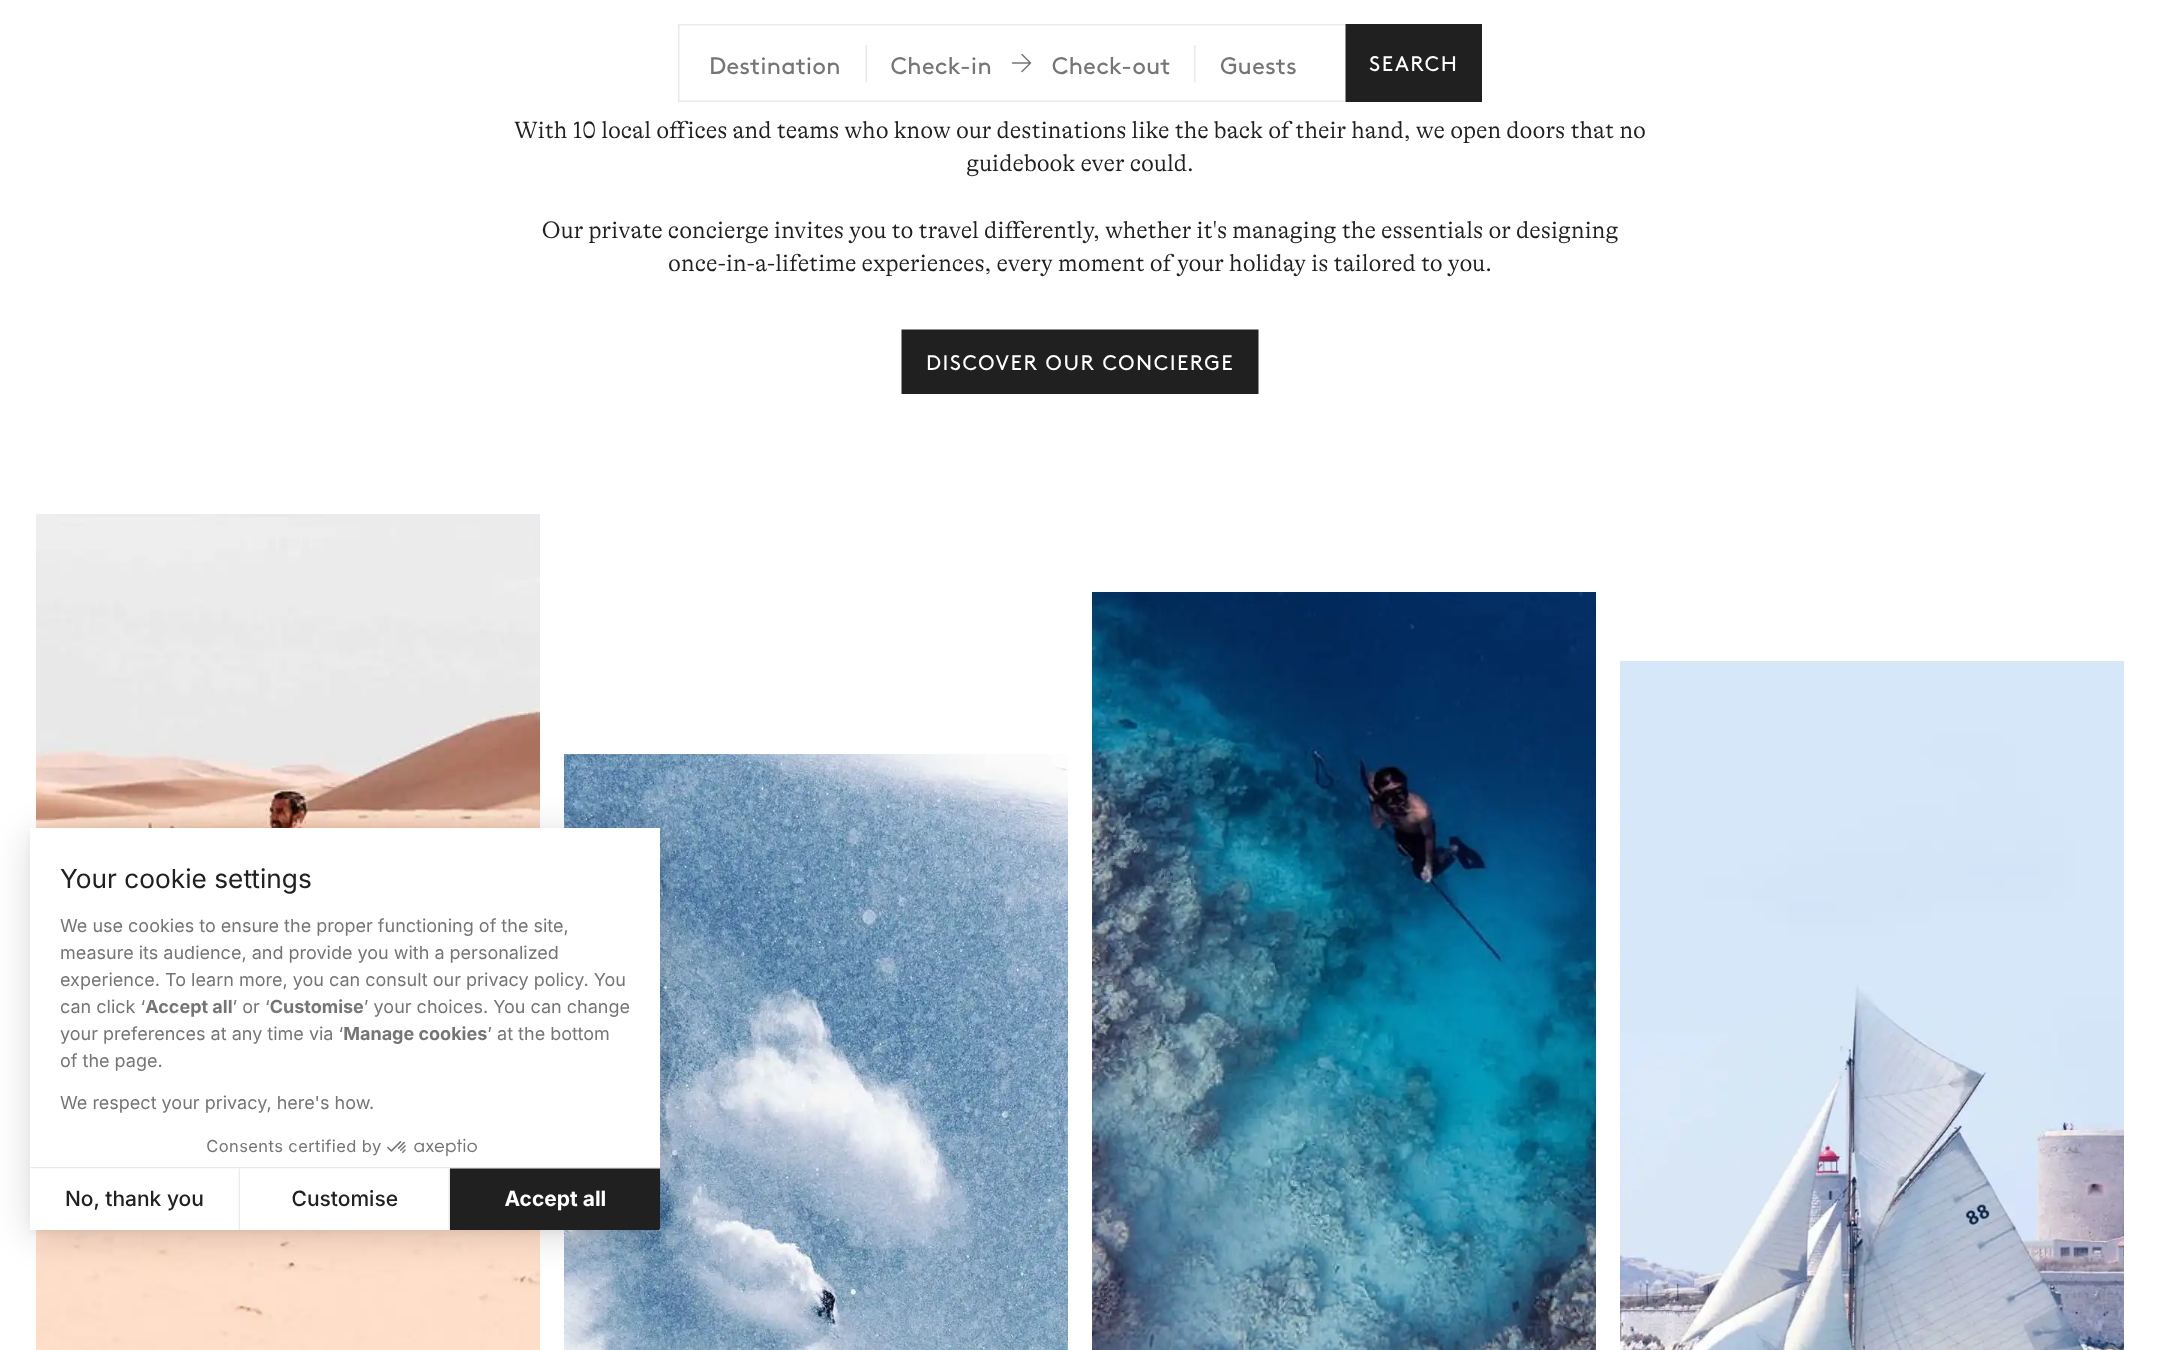 Destination
Check-in → Check-out
Guests
SEARCH
With 10 local offices and teams who know our destinations like the back of their hand, we open doors that no
guidebook ever could.
Our private concierge invites you to travel differently, whether it's managing the essentials or designing
once-in-a-lifetime experiences, every moment of your holiday is tailored to you.
DISCOVER OUR CONCIERGE
Your cookie settings
We use cookies to ensure the proper functioning of the site,
measure its audience, and provide you with a personalized
experience. To learn more, you can consult our privacy policy. You
can click ‘Accept all’ or ‘Customise’ your choices. You can change
your preferences at any time via ‘Manage cookies’ at the bottom
of the page.
We respect your privacy, here's how.
Consents certified by axeptio
No, thank you
Customise
Accept all
88